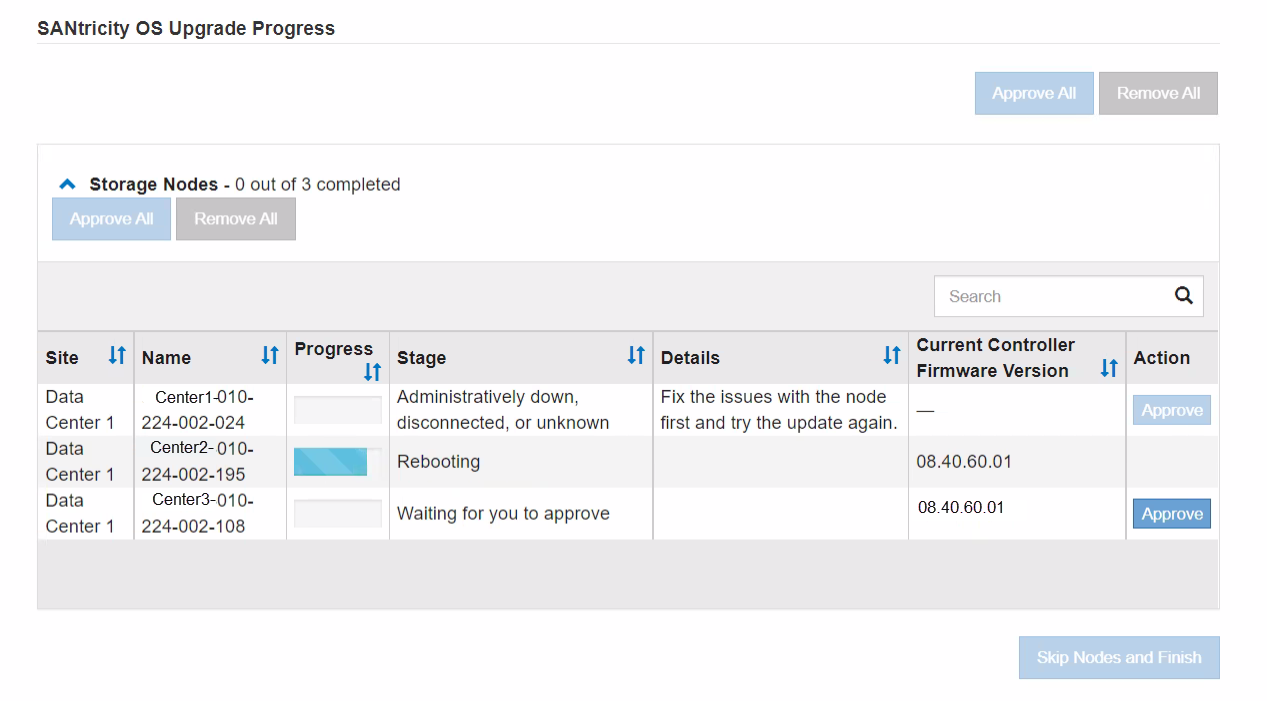 SANtricity OS Upgrade Progress
Approve All Remove All
Storage Nodes - 0 out of 3 completed
Approve All Remove All
Search
Site Name Progress Stage Details Current Controller Firmware Version Action
Data Center1-010- Administratively down, Fix the issues with the node
Center 1 224-002-024 disconnected, or unknown first and try the update again. — Approve
Data Center2-010-
Center 1 224-002-195 Rebooting 08.40.60.01
Data Center3-010-
Center 1 224-002-108 Waiting for you to approve 08.40.60.01 Approve
Skip Nodes and Finish